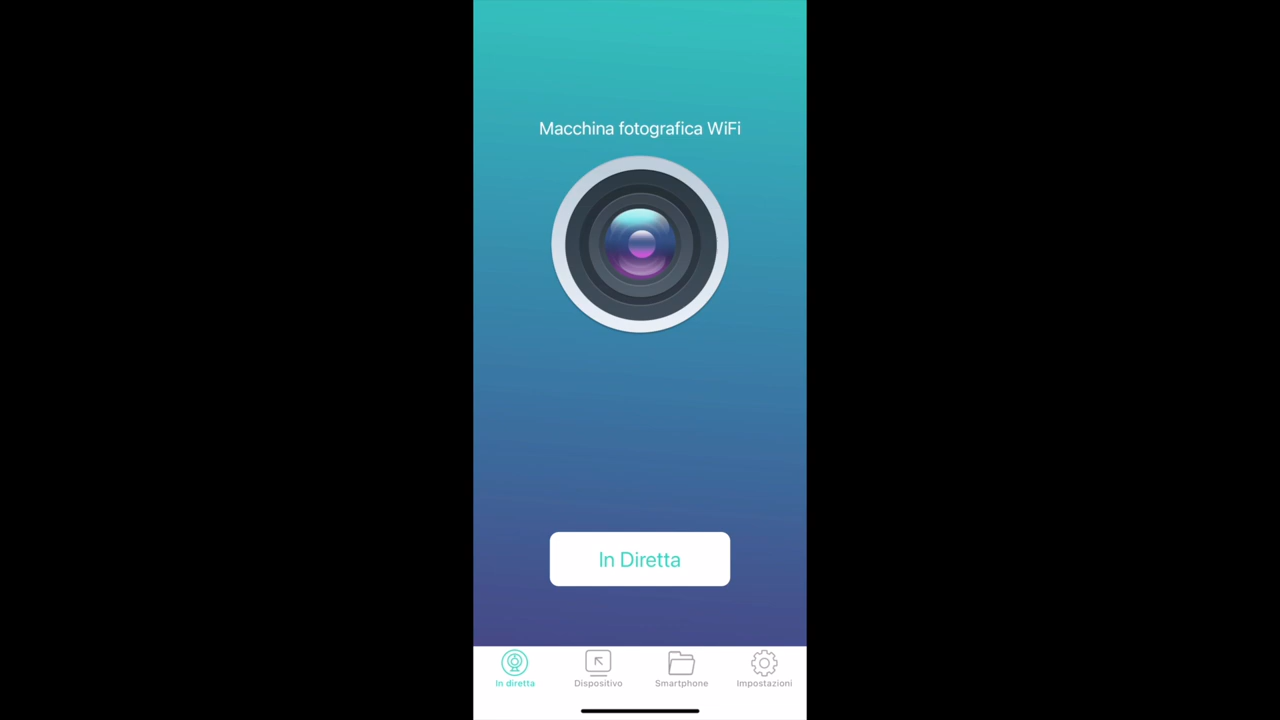 Macchina fotografica WiFi
In Diretta
In diretta
Dispositivo
Smartphone
Impostazioni